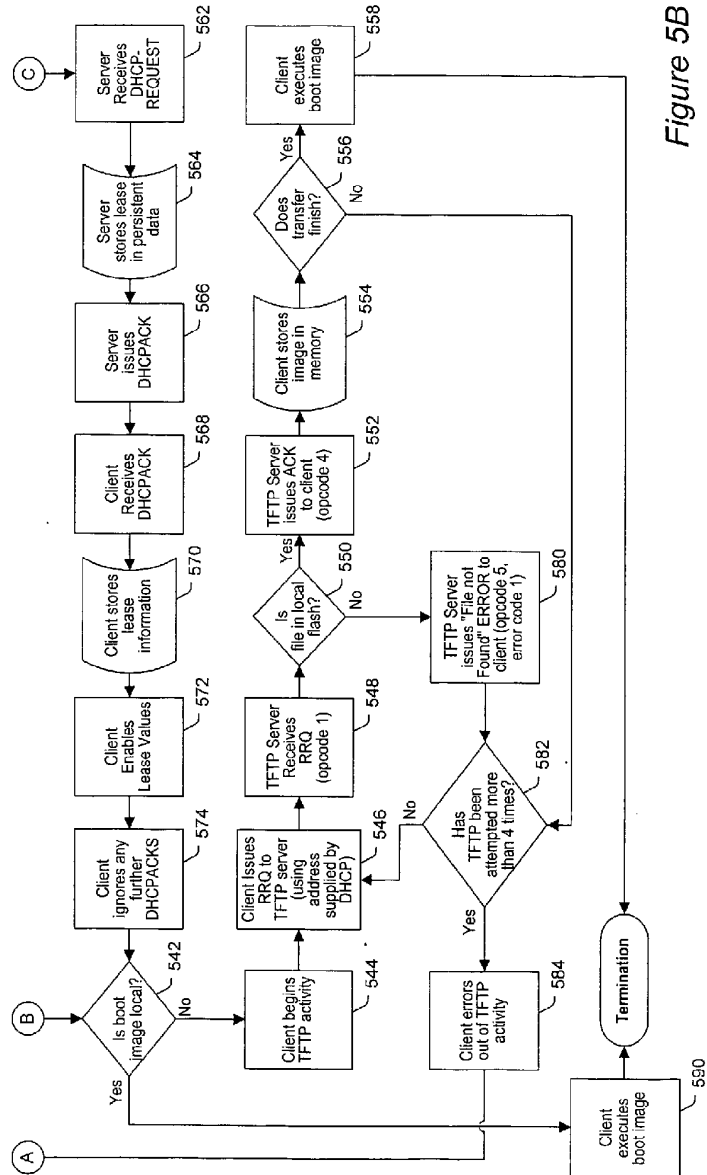 C
Server
Receives
DHCP-
REQUEST
562
Server
stores lease
in persistent
data
564
Server
issues
DHCPACK
566
Client
Receives
DHCPACK
568
Client stores
lease
information
570
Client
Enables
Lease Values
572
Client
ignores any
further
DHCPACKS
574
B
Is boot
image local?
542
No
Yes
Client begins
TFTP activity
544
Client Issues
RRQ to
TFTP server
(using
address
supplied by
DHCP)
546
TFTP Server
Receives
RRQ
(opcode 1)
548
Is
file in local
flash?
550
Yes
No
TFTP Server
issues ACK
to client
(opcode 4)
552
Client stores
image in
memory
554
Does
transfer
finish?
556
Yes
No
Client
executes
boot image
558
TFTP Server
issues "File not
Found" ERROR to
client (opcode 5,
error code 1)
580
Has
TFTP been
attempted more
than 4 times?
582
No
Yes
Client errors
out of TFTP
activity
584
A
Client
executes
boot image
590
Termination
Figure 5B